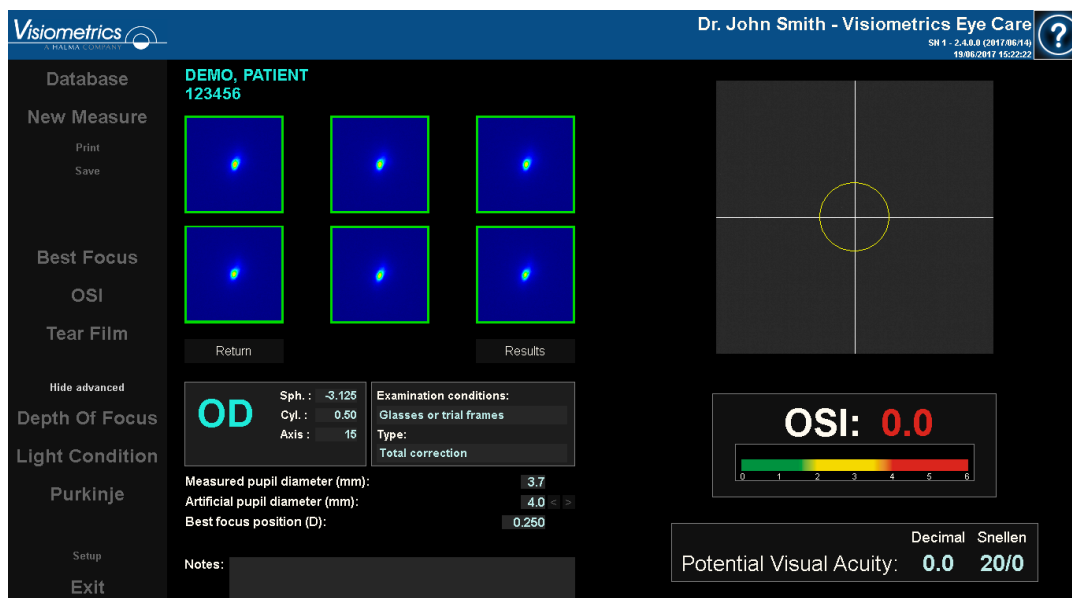 Visiometrics
A HALMA COMPANY
Dr. John Smith - Visiometrics Eye Care
SN 1 - 2.4.0.0 (2017/06/14)
19/06/2017 15:22:22
?
Database
New Measure
Print
Save
Best Focus
OSI
Tear Film
Hide advanced
Depth Of Focus
Light Condition
Purkinje
Setup
Exit
DEMO, PATIENT
123456
Return Results
OD
Sph. : -3.125
Cyl. : 0.50
Axis : 15
Examination conditions:
Glasses or trial frames
Type:
Total correction
Measured pupil diameter (mm): 3.7
Artificial pupil diameter (mm): 4.0 < >
Best focus position (D): 0.250
Notes:
OSI: 0.0
0 1 2 3 4 5 6
Decimal Snellen
Potential Visual Acuity: 0.0 20/0